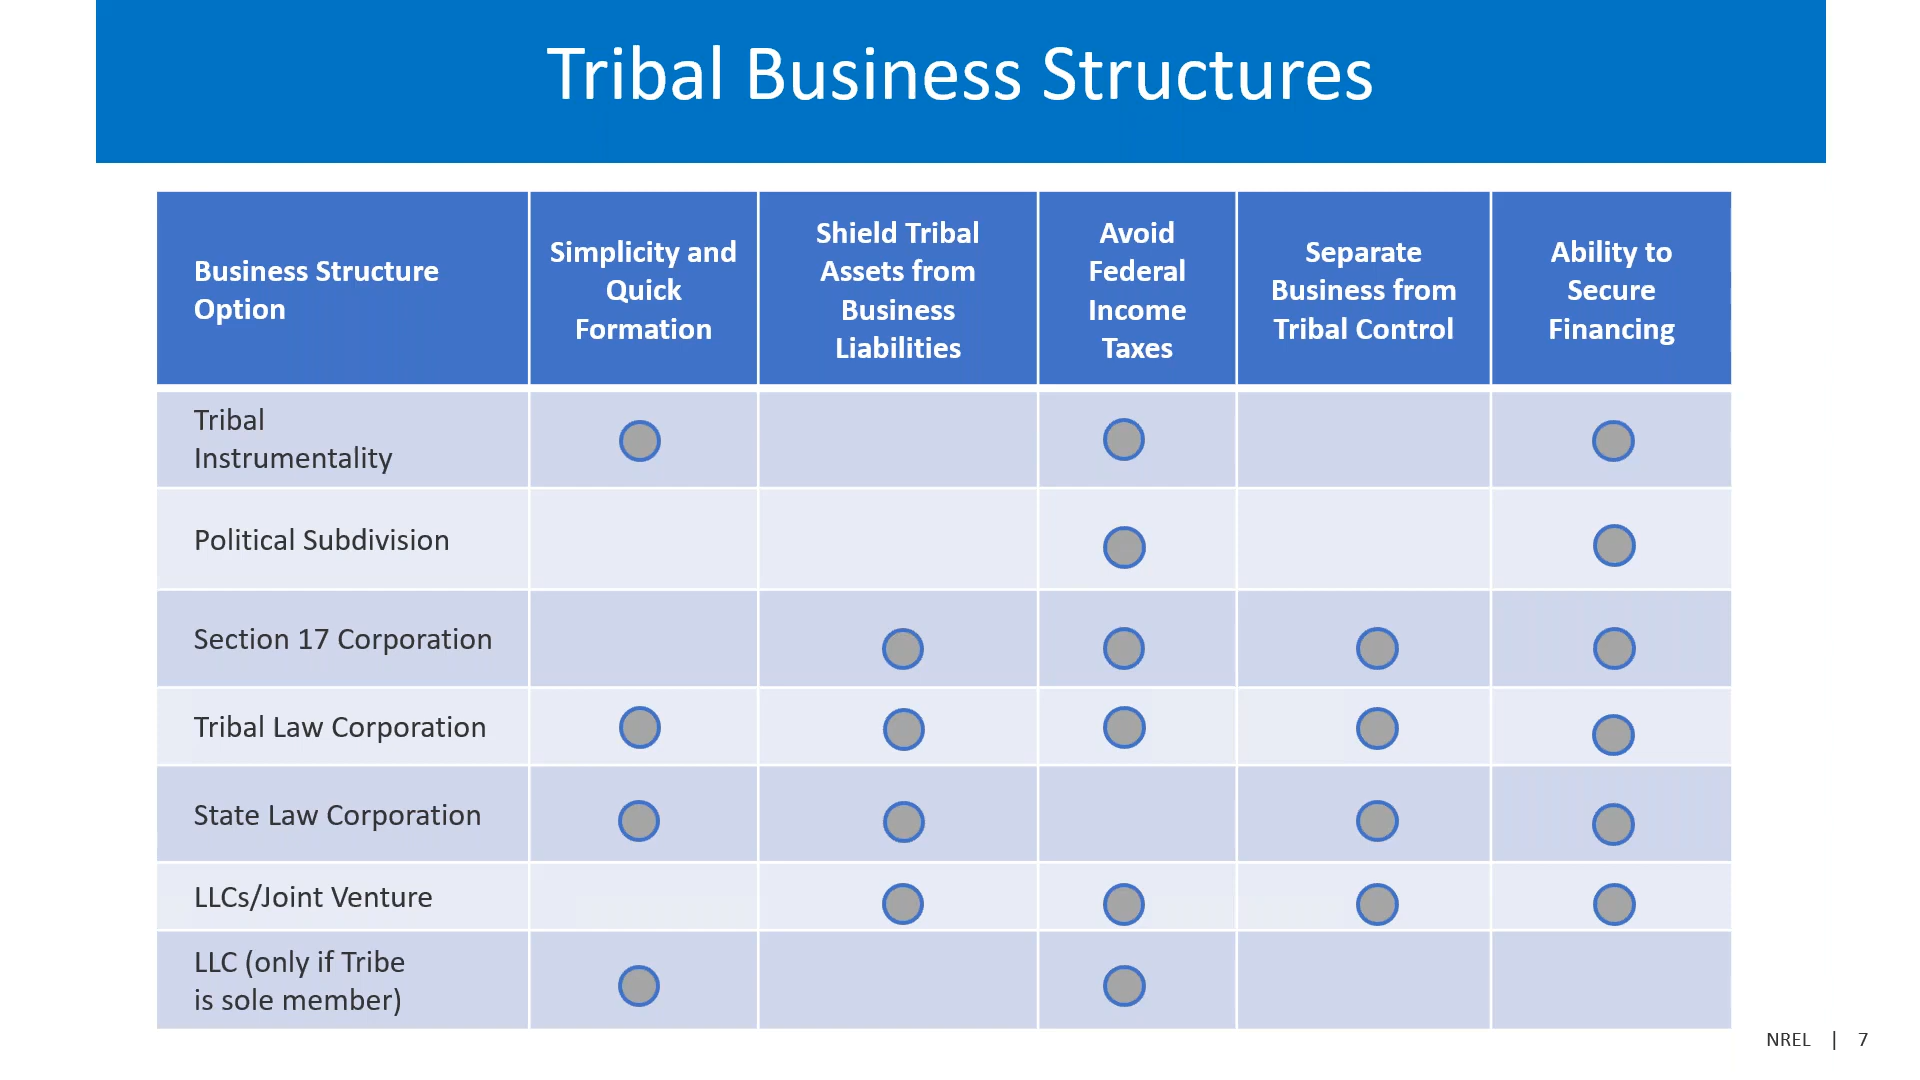 Tribal Business Structures
Business Structure
Option
Simplicity and
Quick
Formation
Shield Tribal
Assets from
Business
Liabilities
Avoid
Federal
Income
Taxes
Separate
Business from
Tribal Control
Ability to
Secure
Financing
Tribal
Instrumentality
Political Subdivision
Section 17 Corporation
Tribal Law Corporation
State Law Corporation
LLCs/Joint Venture
LLC (only if Tribe
is sole member)
NREL | 7